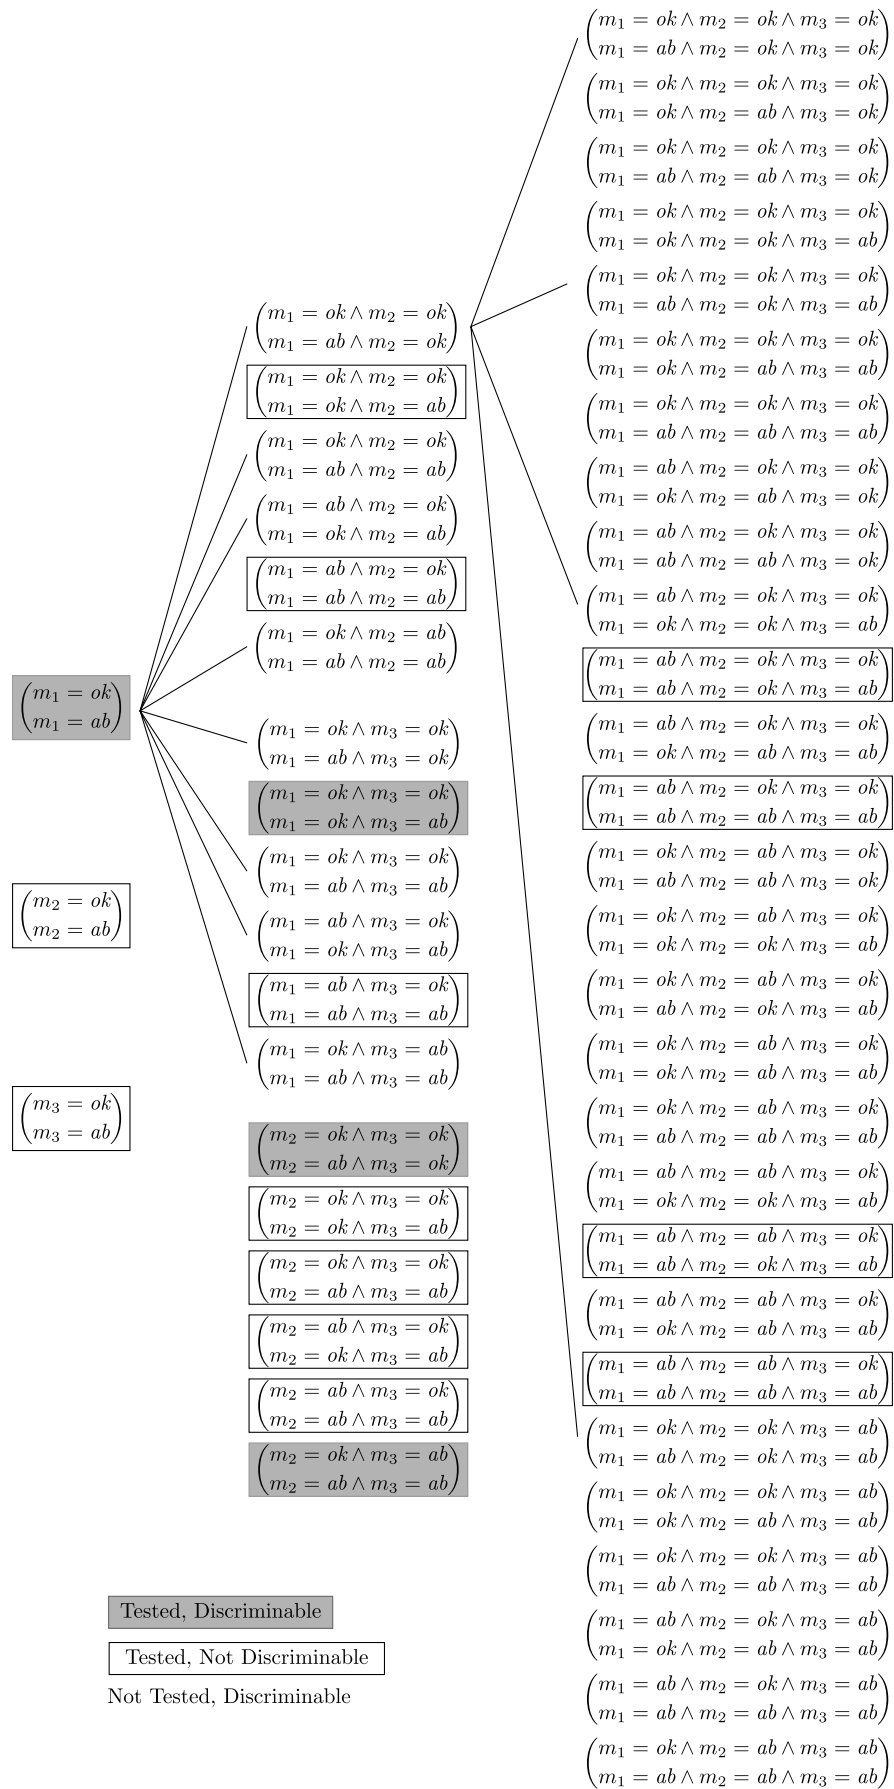 m₁ = ok
m₁ = ab
m₂ = ok
m₂ = ab
m₃ = ok
m₃ = ab
m₁ = ok ∧ m₂ = ok
m₁ = ab ∧ m₂ = ok
m₁ = ok ∧ m₂ = ok
m₁ = ok ∧ m₂ = ab
m₁ = ok ∧ m₂ = ok
m₁ = ab ∧ m₂ = ab
m₁ = ab ∧ m₂ = ok
m₁ = ok ∧ m₂ = ab
m₁ = ab ∧ m₂ = ok
m₁ = ab ∧ m₂ = ab
m₁ = ok ∧ m₂ = ab
m₁ = ab ∧ m₂ = ab
m₁ = ok ∧ m₃ = ok
m₁ = ab ∧ m₃ = ok
m₁ = ok ∧ m₃ = ok
m₁ = ok ∧ m₃ = ab
m₁ = ok ∧ m₃ = ok
m₁ = ab ∧ m₃ = ab
m₁ = ab ∧ m₃ = ok
m₁ = ok ∧ m₃ = ab
m₁ = ab ∧ m₃ = ok
m₁ = ab ∧ m₃ = ab
m₁ = ok ∧ m₃ = ab
m₁ = ab ∧ m₃ = ab
m₂ = ok ∧ m₃ = ok
m₂ = ab ∧ m₃ = ok
m₂ = ok ∧ m₃ = ok
m₂ = ok ∧ m₃ = ab
m₂ = ok ∧ m₃ = ok
m₂ = ab ∧ m₃ = ab
m₂ = ab ∧ m₃ = ok
m₂ = ok ∧ m₃ = ab
m₂ = ab ∧ m₃ = ok
m₂ = ab ∧ m₃ = ab
m₂ = ok ∧ m₃ = ab
m₂ = ab ∧ m₃ = ab
m₁ = ok ∧ m₂ = ok ∧ m₃ = ok
m₁ = ab ∧ m₂ = ok ∧ m₃ = ok
m₁ = ok ∧ m₂ = ok ∧ m₃ = ok
m₁ = ok ∧ m₂ = ab ∧ m₃ = ok
m₁ = ok ∧ m₂ = ok ∧ m₃ = ok
m₁ = ab ∧ m₂ = ab ∧ m₃ = ok
m₁ = ok ∧ m₂ = ok ∧ m₃ = ok
m₁ = ok ∧ m₂ = ok ∧ m₃ = ab
m₁ = ok ∧ m₂ = ok ∧ m₃ = ok
m₁ = ab ∧ m₂ = ok ∧ m₃ = ab
m₁ = ok ∧ m₂ = ok ∧ m₃ = ok
m₁ = ok ∧ m₂ = ab ∧ m₃ = ab
m₁ = ok ∧ m₂ = ok ∧ m₃ = ok
m₁ = ab ∧ m₂ = ab ∧ m₃ = ab
m₁ = ab ∧ m₂ = ok ∧ m₃ = ok
m₁ = ok ∧ m₂ = ab ∧ m₃ = ok
m₁ = ab ∧ m₂ = ok ∧ m₃ = ok
m₁ = ab ∧ m₂ = ab ∧ m₃ = ok
m₁ = ab ∧ m₂ = ok ∧ m₃ = ok
m₁ = ok ∧ m₂ = ok ∧ m₃ = ab
m₁ = ab ∧ m₂ = ok ∧ m₃ = ok
m₁ = ab ∧ m₂ = ok ∧ m₃ = ab
m₁ = ab ∧ m₂ = ok ∧ m₃ = ok
m₁ = ok ∧ m₂ = ab ∧ m₃ = ab
m₁ = ab ∧ m₂ = ok ∧ m₃ = ok
m₁ = ab ∧ m₂ = ab ∧ m₃ = ab
m₁ = ok ∧ m₂ = ab ∧ m₃ = ok
m₁ = ab ∧ m₂ = ab ∧ m₃ = ok
m₁ = ok ∧ m₂ = ab ∧ m₃ = ok
m₁ = ok ∧ m₂ = ok ∧ m₃ = ab
m₁ = ok ∧ m₂ = ab ∧ m₃ = ok
m₁ = ab ∧ m₂ = ok ∧ m₃ = ab
m₁ = ok ∧ m₂ = ab ∧ m₃ = ok
m₁ = ok ∧ m₂ = ab ∧ m₃ = ab
m₁ = ok ∧ m₂ = ab ∧ m₃ = ok
m₁ = ab ∧ m₂ = ab ∧ m₃ = ab
m₁ = ab ∧ m₂ = ab ∧ m₃ = ok
m₁ = ok ∧ m₂ = ok ∧ m₃ = ab
m₁ = ab ∧ m₂ = ab ∧ m₃ = ok
m₁ = ab ∧ m₂ = ok ∧ m₃ = ab
m₁ = ab ∧ m₂ = ab ∧ m₃ = ok
m₁ = ok ∧ m₂ = ab ∧ m₃ = ab
m₁ = ab ∧ m₂ = ab ∧ m₃ = ok
m₁ = ab ∧ m₂ = ab ∧ m₃ = ab
m₁ = ok ∧ m₂ = ok ∧ m₃ = ab
m₁ = ab ∧ m₂ = ok ∧ m₃ = ab
m₁ = ok ∧ m₂ = ok ∧ m₃ = ab
m₁ = ok ∧ m₂ = ab ∧ m₃ = ab
m₁ = ok ∧ m₂ = ok ∧ m₃ = ab
m₁ = ab ∧ m₂ = ab ∧ m₃ = ab
m₁ = ab ∧ m₂ = ok ∧ m₃ = ab
m₁ = ok ∧ m₂ = ab ∧ m₃ = ab
m₁ = ab ∧ m₂ = ok ∧ m₃ = ab
m₁ = ab ∧ m₂ = ab ∧ m₃ = ab
m₁ = ok ∧ m₂ = ab ∧ m₃ = ab
m₁ = ab ∧ m₂ = ab ∧ m₃ = ab
Tested, Discriminable
Tested, Not Discriminable
Not Tested, Discriminable